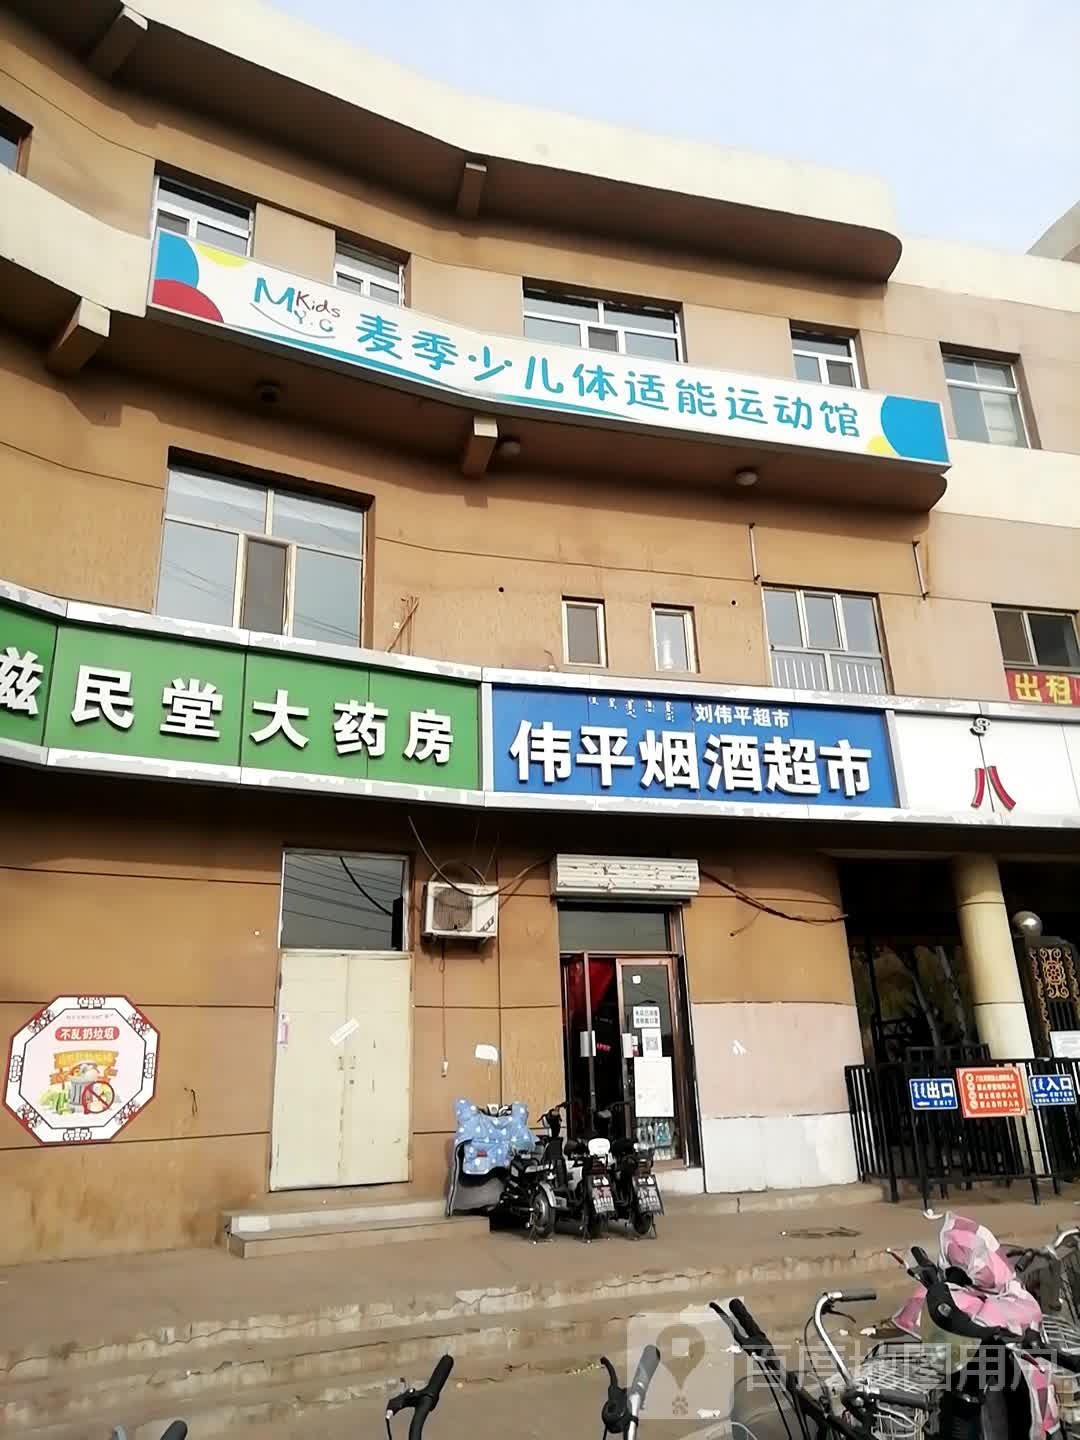 M Kids
Y.C
麦季少儿体适能运动馆
滋民堂大药房
刘伟平超市
伟平烟酒超市
八
出租
不乱扔垃圾
出口
EXIT
入口
ENTER
百度地图用户